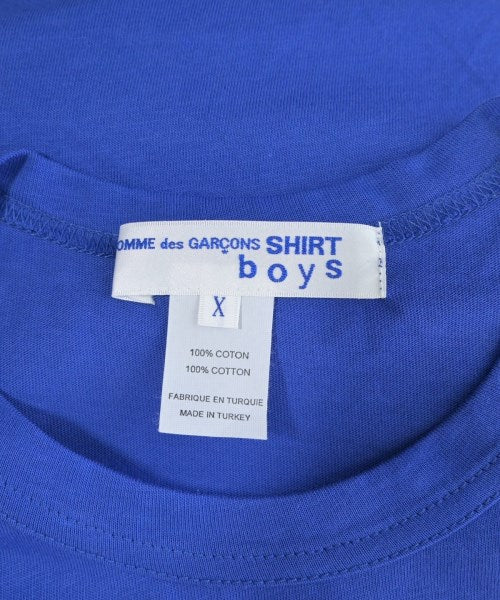 OMME des GARÇONS SHIRT
boys
X
100% COTON
100% COTTON
FABRIQUE EN TURQUIE
MADE IN TURKEY